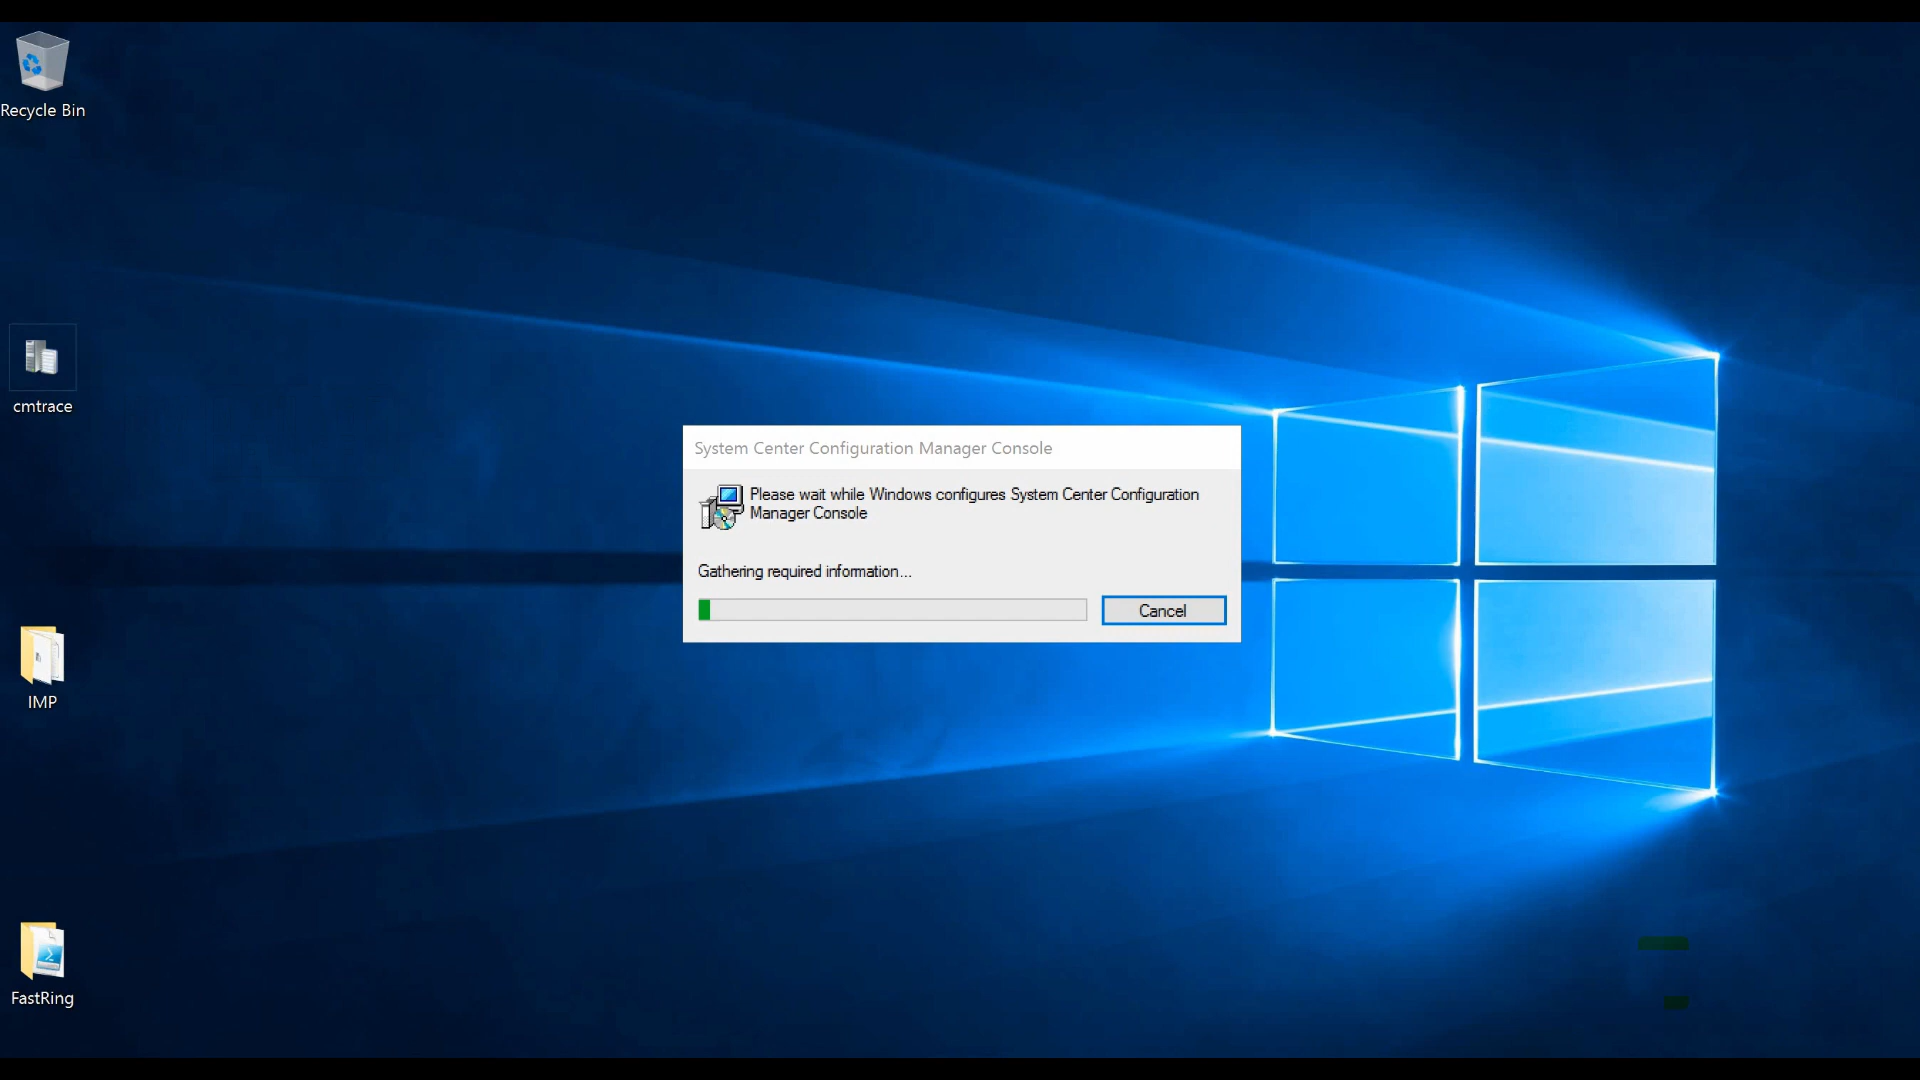 Recycle Bin
cmtrace
IMP
FastRing
System Center Configuration Manager Console
Please wait while Windows configures System Center Configuration
Manager Console
Gathering required information...
Cancel